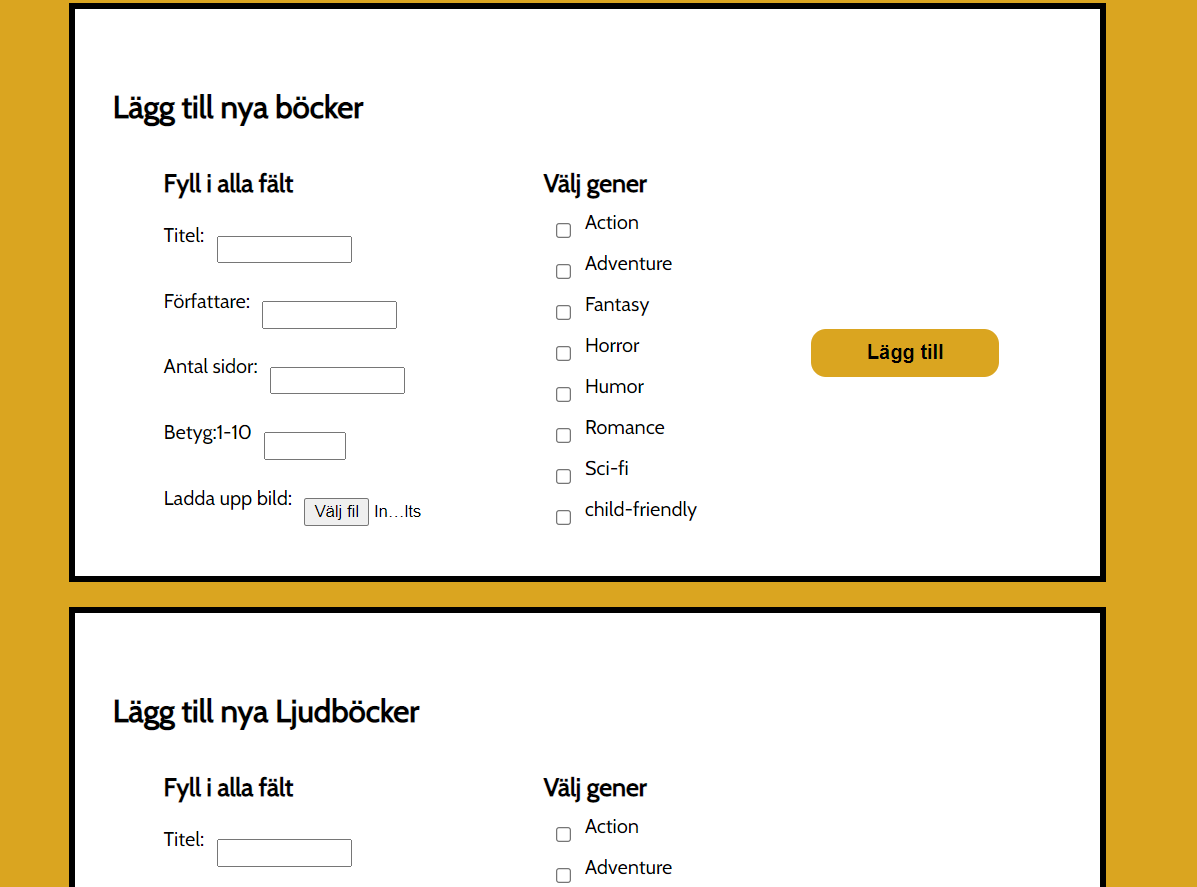 Lägg till nya böcker
Fyll i alla fält
Titel:
Författare:
Antal sidor:
Betyg:1-10
Ladda upp bild: Välj fil In…lts
Välj gener
Action
Adventure
Fantasy
Horror
Humor
Romance
Sci-fi
child-friendly
Lägg till
Lägg till nya Ljudböcker
Fyll i alla fält
Titel:
Välj gener
Action
Adventure